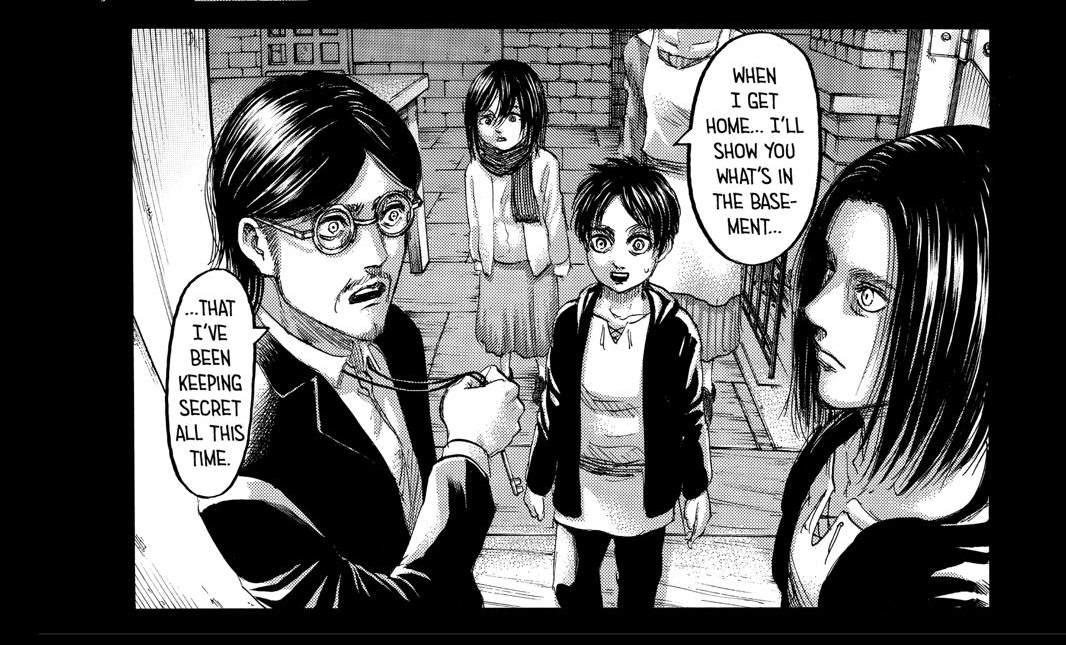 WHEN
I GET
HOME... I'LL
SHOW YOU
WHAT'S IN
THE BASE-
MENT...
...THAT
I'VE
BEEN
KEEPING
SECRET
ALL THIS
TIME.